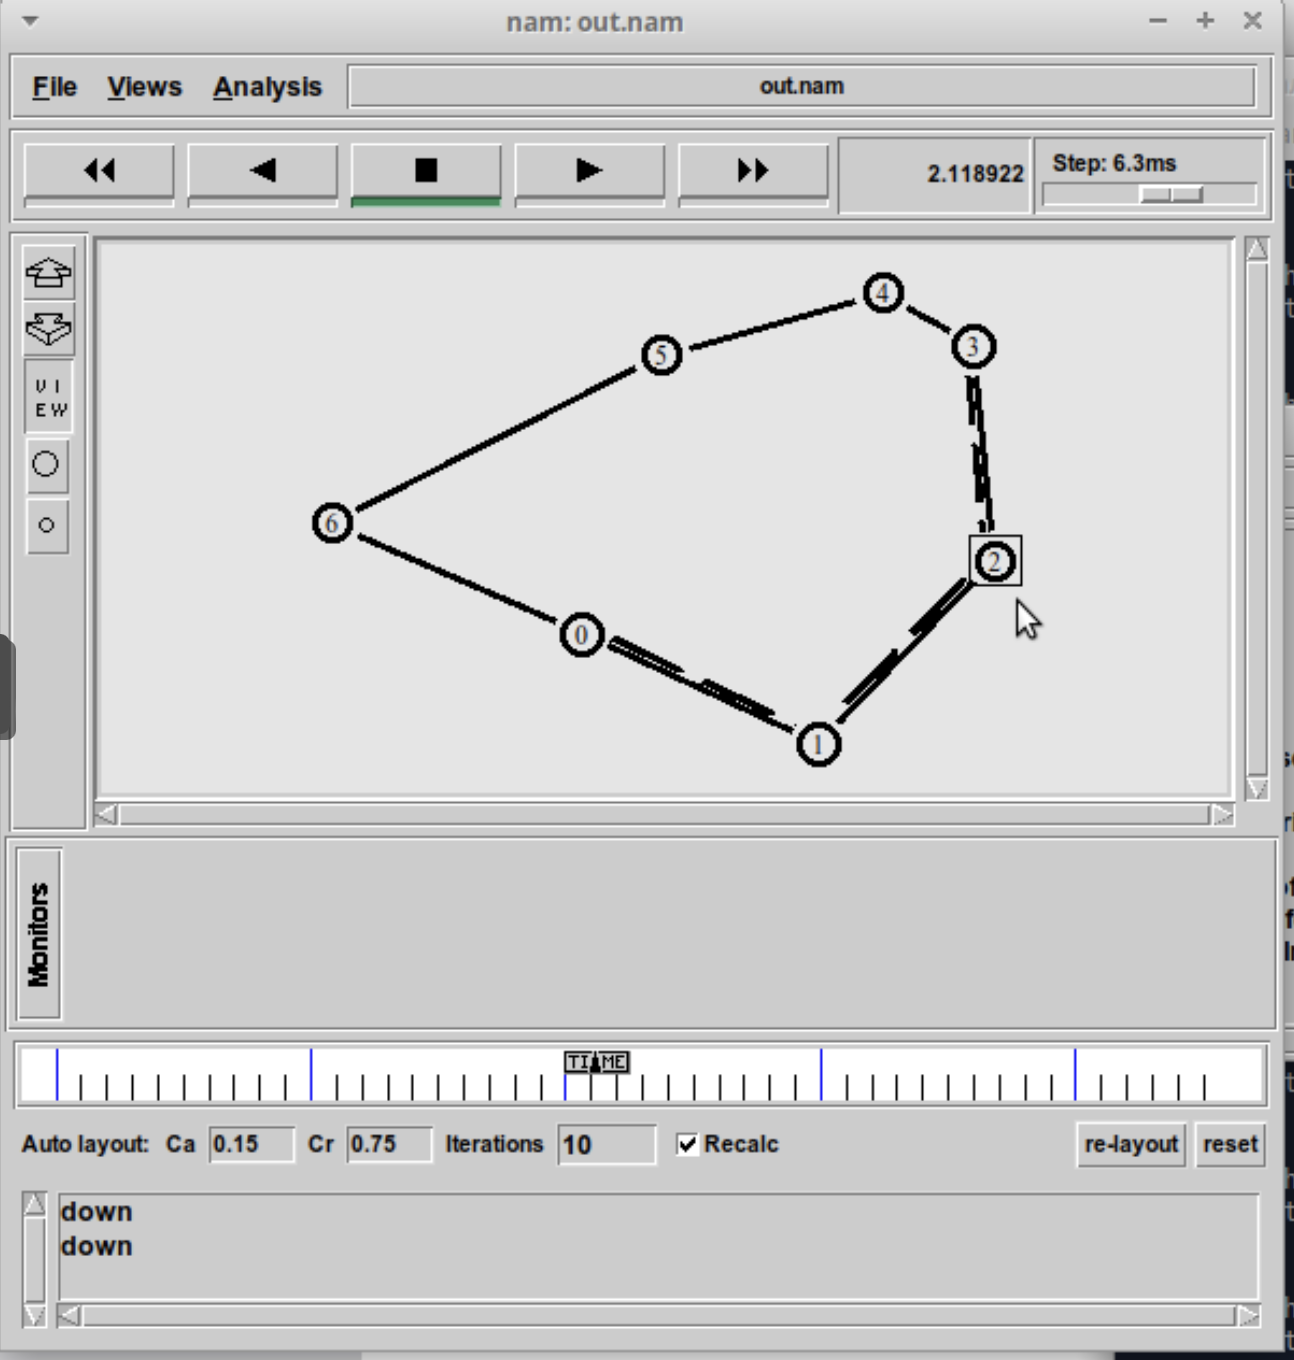 nam: out.nam
File Views Analysis out.nam
2.118922 Step: 6.3ms
VI
EW
4
3
5
6
2
0
1
Monitors
TIME
Auto layout: Ca 0.15 Cr 0.75 Iterations 10 Recalc re-layout reset
down
down